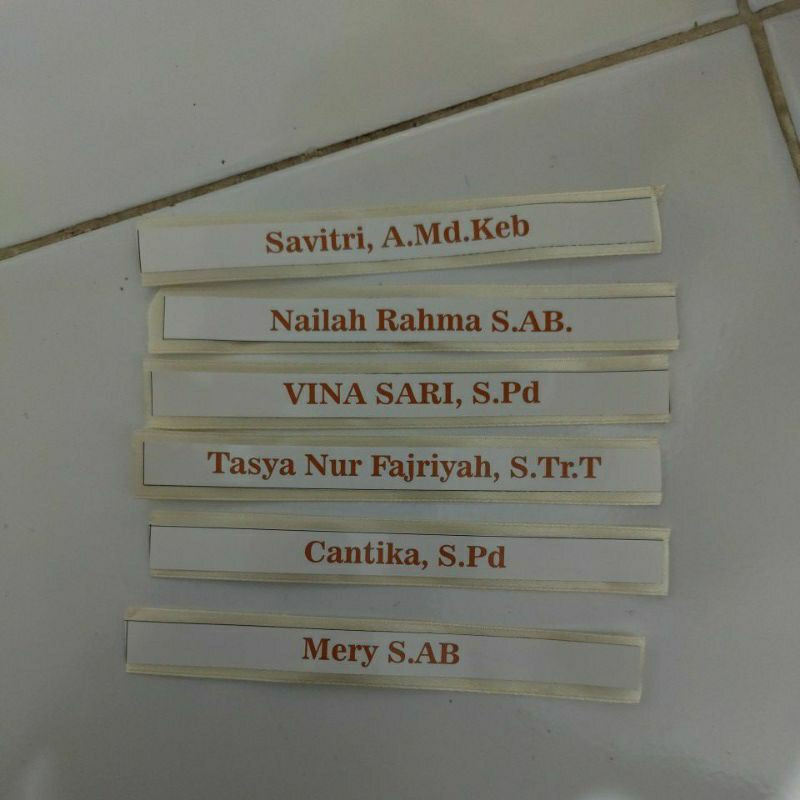 Savitri, A.Md.Keb
Nailah Rahma S.AB.
VINA SARI, S.Pd
Tasya Nur Fajriyah, S.Tr.T
Cantika, S.Pd
Mery S.AB